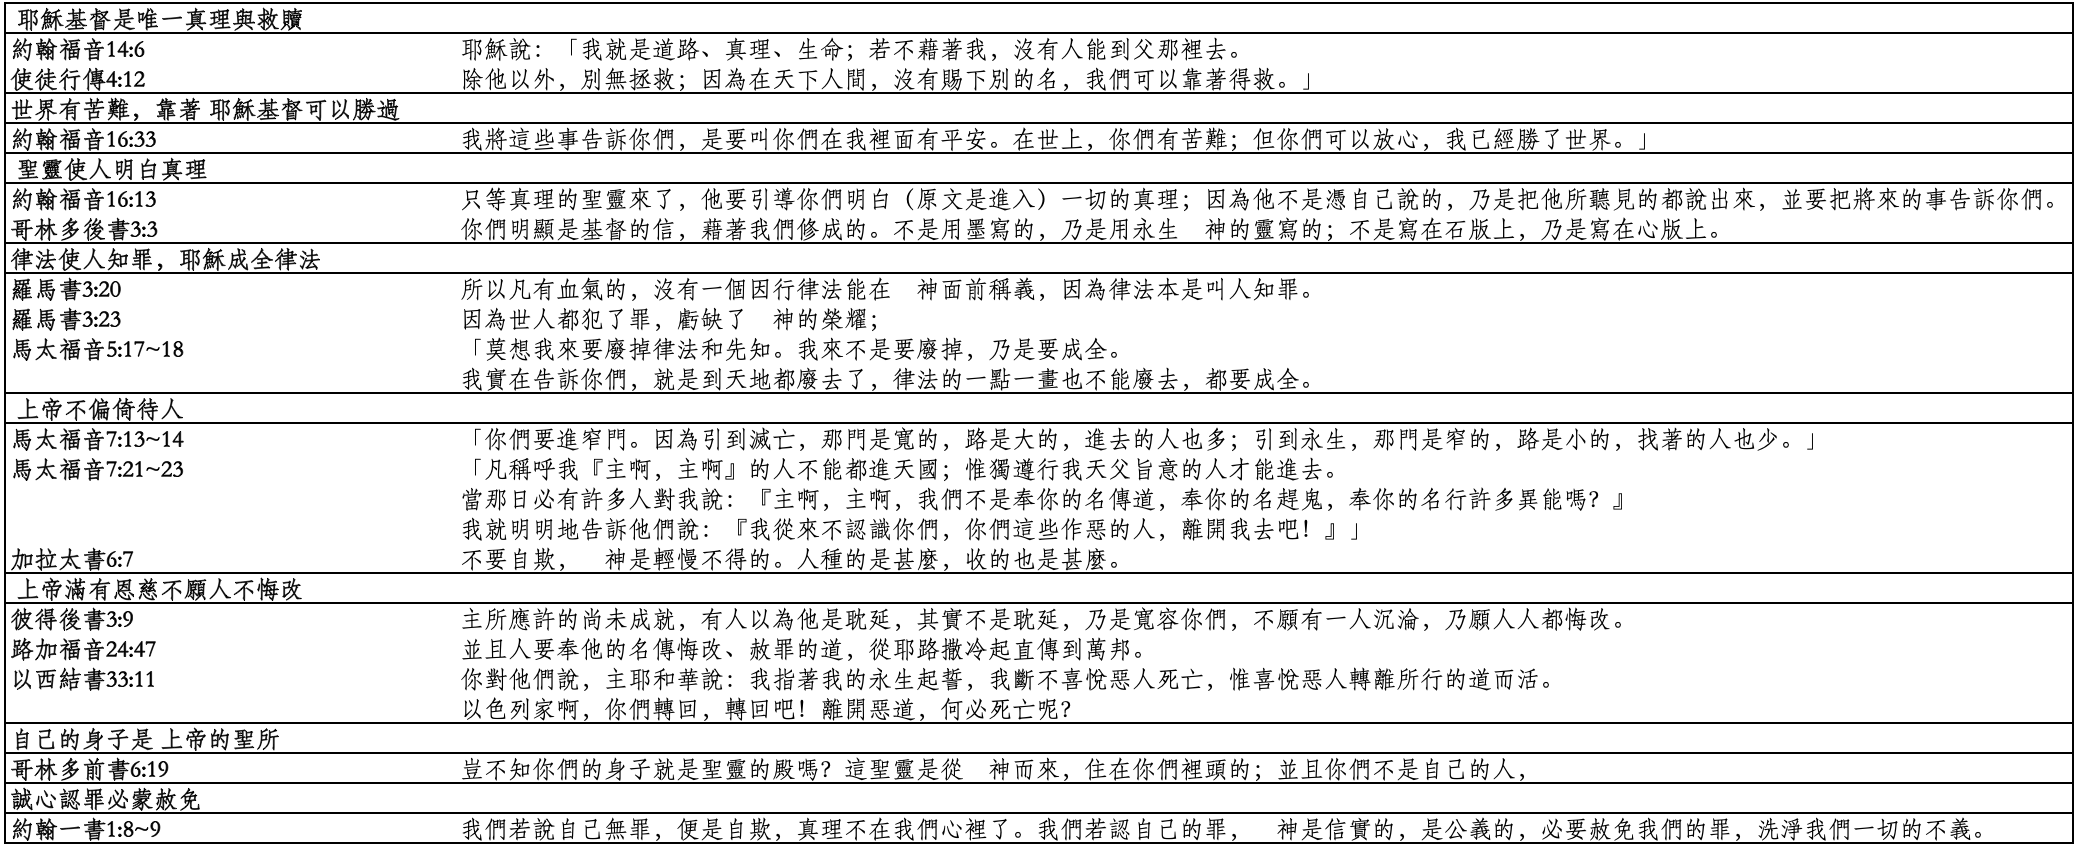 耶穌基督是唯一真理與救贖
約翰福音14:6 耶穌說：「我就是道路、真理、生命；若不藉著我，沒有人能到父那裡去。
使徒行傳4:12 除他以外，別無拯救；因為在天下人間，沒有賜下別的名，我們可以靠著得救。」
世界有苦難，靠著 耶穌基督可以勝過
約翰福音16:33 我將這些事告訴你們，是要叫你們在我裡面有平安。在世上，你們有苦難；但你們可以放心，我已經勝了世界。」
聖靈使人明白真理
約翰福音16:13 只等真理的聖靈來了，他要引導你們明白（原文是進入）一切的真理；因為他不是憑自己說的，乃是把他所聽見的都說出來，並要把將來的事告訴你們。
哥林多後書3:3 你們明顯是基督的信，藉著我們修成的。不是用墨寫的，乃是用永生　神的靈寫的；不是寫在石版上，乃是寫在心版上。
律法使人知罪，耶穌成全律法
羅馬書3:20 所以凡有血氣的，沒有一個因行律法能在　神面前稱義，因為律法本是叫人知罪。
羅馬書3:23 因為世人都犯了罪，虧缺了　神的榮耀；
馬太福音5:17~18 「莫想我來要廢掉律法和先知。我來不是要廢掉，乃是要成全。
我實在告訴你們，就是到天地都廢去了，律法的一點一畫也不能廢去，都要成全。
上帝不偏倚待人
馬太福音7:13~14 「你們要進窄門。因為引到滅亡，那門是寬的，路是大的，進去的人也多；引到永生，那門是窄的，路是小的，找著的人也少。」
馬太福音7:21~23 「凡稱呼我『主啊，主啊』的人不能都進天國；惟獨遵行我天父旨意的人才能進去。
當那日必有許多人對我說：『主啊，主啊，我們不是奉你的名傳道，奉你的名趕鬼，奉你的名行許多異能嗎？』
我就明明地告訴他們說：『我從來不認識你們，你們這些作惡的人，離開我去吧！』」
加拉太書6:7 不要自欺，　神是輕慢不得的。人種的是甚麼，收的也是甚麼。
上帝滿有恩慈不願人不悔改
彼得後書3:9 主所應許的尚未成就，有人以為他是耽延，其實不是耽延，乃是寬容你們，不願有一人沉淪，乃願人人都悔改。
路加福音24:47 並且人要奉他的名傳悔改、赦罪的道，從耶路撒冷起直傳到萬邦。
以西結書33:11 你對他們說，主耶和華說：我指著我的永生起誓，我斷不喜悅惡人死亡，惟喜悅惡人轉離所行的道而活。
以色列家啊，你們轉回，轉回吧！離開惡道，何必死亡呢？
自己的身子是 上帝的聖所
哥林多前書6:19 豈不知你們的身子就是聖靈的殿嗎？這聖靈是從　神而來，住在你們裡頭的；並且你們不是自己的人，
誠心認罪必蒙赦免
約翰一書1:8~9 我們若說自己無罪，便是自欺，真理不在我們心裡了。我們若認自己的罪，　神是信實的，是公義的，必要赦免我們的罪，洗淨我們一切的不義。